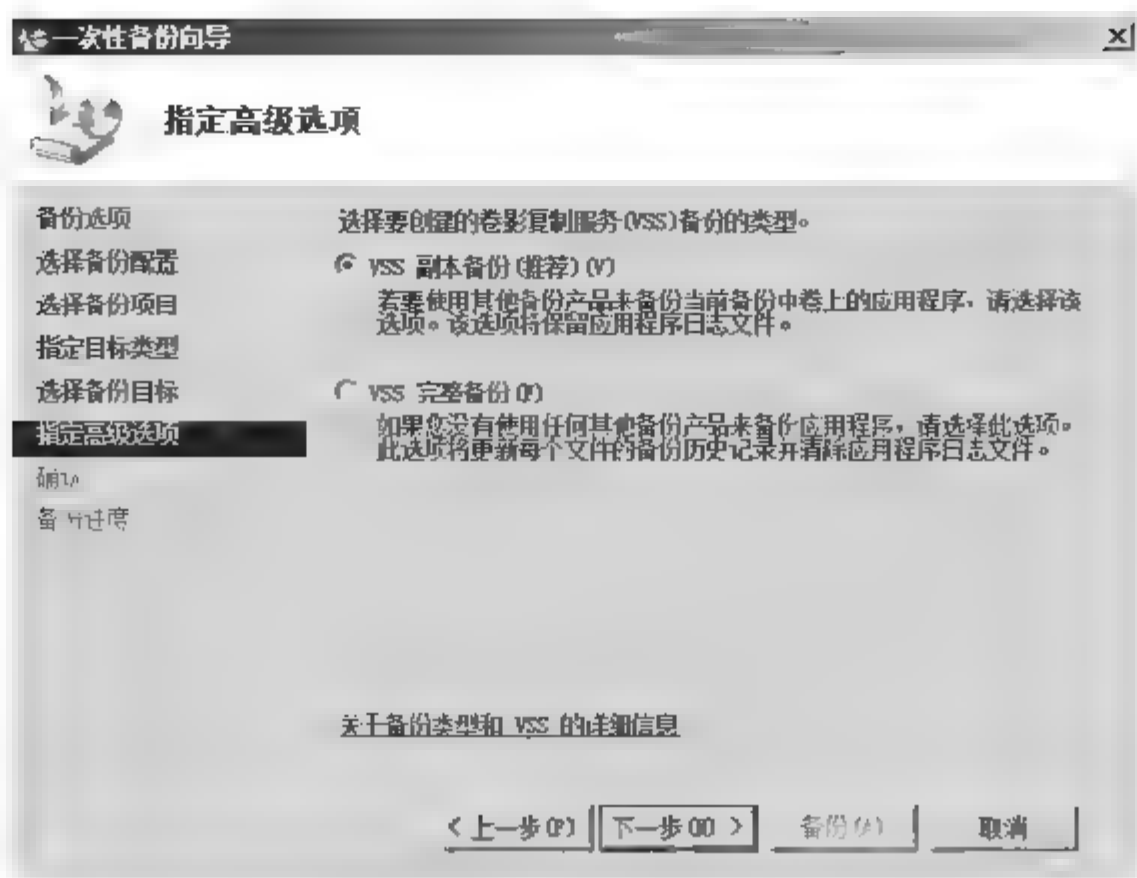 一次性备份向导
指定高级选项
备份选项
选择备份配置
选择备份项目
指定目标类型
选择备份目标
指定高级选项
确认
备份进度
选择要创建的卷影复制服务(VSS)备份的类型。
VSS 副本备份(推荐)(V)
若要使用其他备份产品来备份当前备份中卷上的应用程序，请选择该
选项。该选项将保留应用程序日志文件。
VSS 完整备份(F)
如果您没有使用任何其他备份产品来备份应用程序，请选择此选项。
此选项将更新每个文件的备份历史记录并清除应用程序日志文件。
关于备份类型和 VSS 的详细信息
< 上一步(P) 下一步(N) > 备份(A) 取消